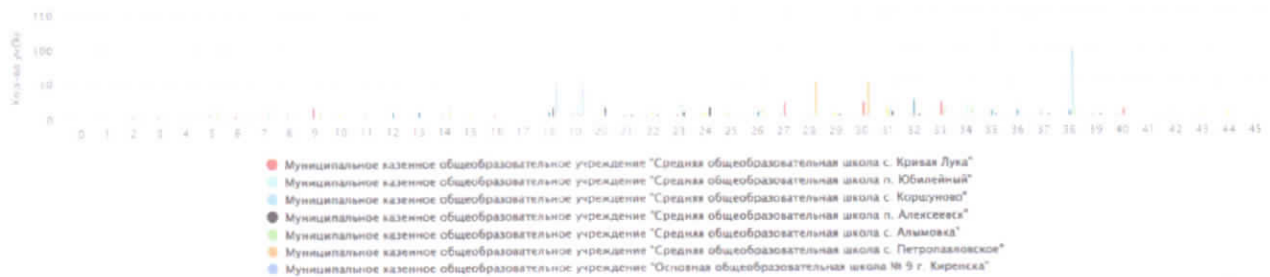 150
100
50
0
0 1 2 3 4 5 6 7 8 9 10 11 12 13 14 15 16 17 18 19 20 21 22 23 24 25 26 27 28 29 30 31 32 33 34 35 36 37 38 39 40 41 42 43 44 45
Муниципальное казенное общеобразовательное учреждение "Средняя общеобразовательная школа с. Кривая Лука"
Муниципальное казенное общеобразовательное учреждение "Средняя общеобразовательная школа п. Юбилейный"
Муниципальное казенное общеобразовательное учреждение "Средняя общеобразовательная школа с. Коршуново"
Муниципальное казенное общеобразовательное учреждение "Средняя общеобразовательная школа п. Алексеевск"
Муниципальное казенное общеобразовательное учреждение "Средняя общеобразовательная школа с. Алымовка"
Муниципальное казенное общеобразовательное учреждение "Средняя общеобразовательная школа с. Петропавловское"
Муниципальное казенное общеобразовательное учреждение "Основная общеобразовательная школа № 9 г. Киренска"